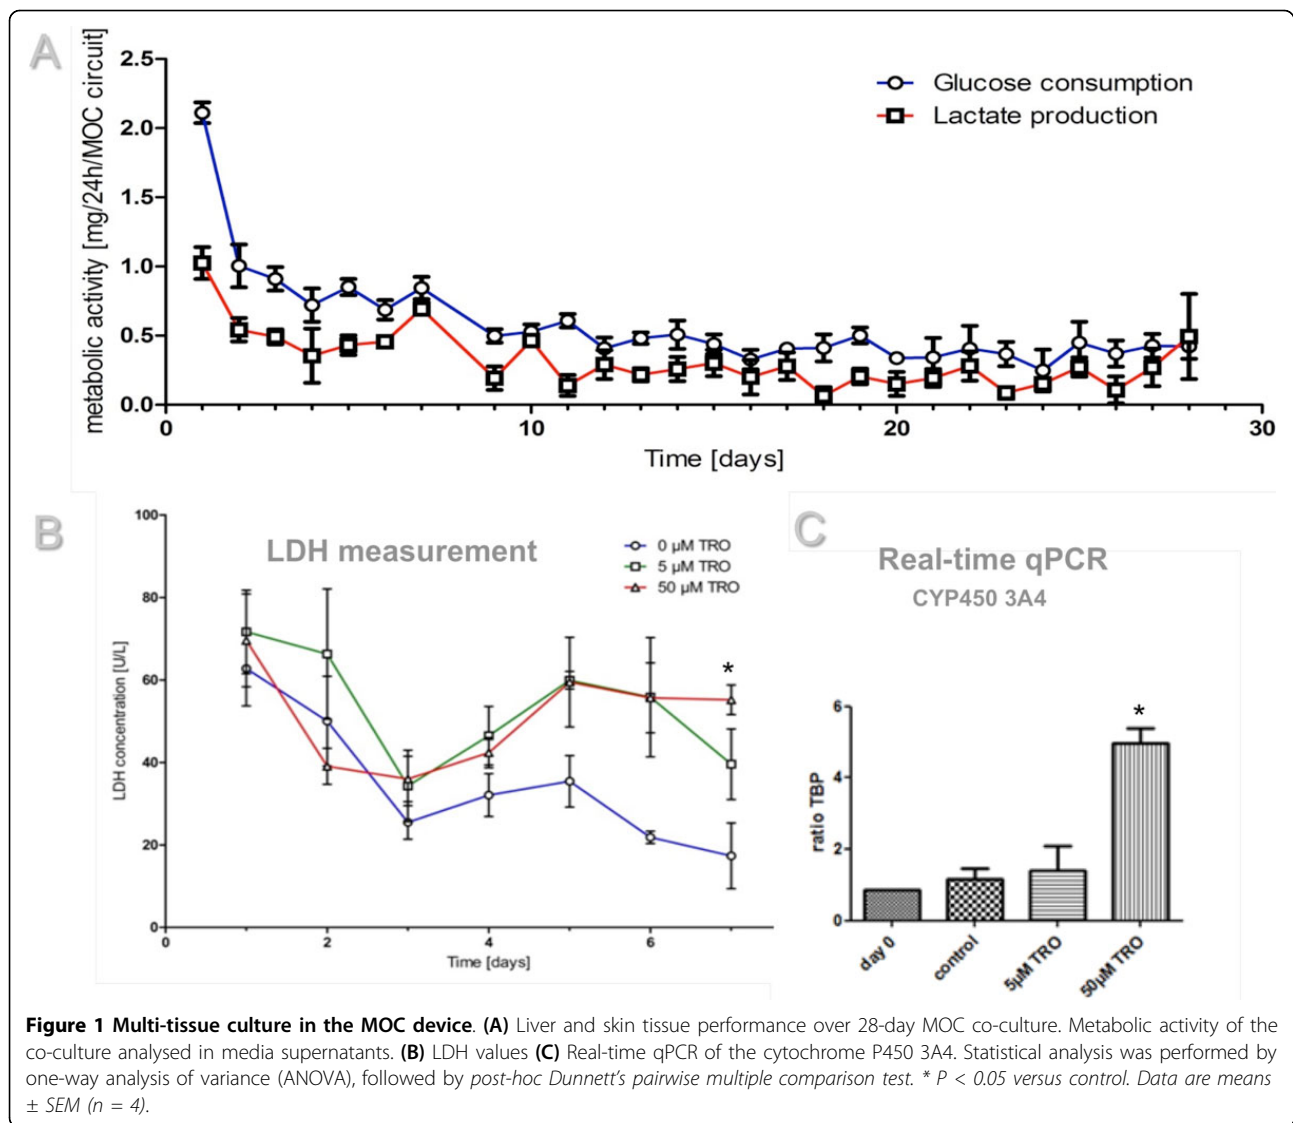 A
metabolic activity [mg/24h/MOC circuit]
2.5
2.0
1.5
1.0
0.5
0.0
Glucose consumption
Lactate production
0
10
20
30
Time [days]
B
LDH measurement
LDH concentration [U/L]
100
80
60
40
20
0
0 µM TRO
5 µM TRO
50 µM TRO
*
0
2
4
6
Time [days]
C
Real-time qPCR
CYP450 3A4
ratio TBP
6
4
2
0
*
day 0
control
5µM TRO
50µM TRO
Figure 1 Multi-tissue culture in the MOC device. (A) Liver and skin tissue performance over 28-day MOC co-culture. Metabolic activity of the
co-culture analysed in media supernatants. (B) LDH values (C) Real-time qPCR of the cytochrome P450 3A4. Statistical analysis was performed by
one-way analysis of variance (ANOVA), followed by post-hoc Dunnett's pairwise multiple comparison test. * P < 0.05 versus control. Data are means
± SEM (n = 4).